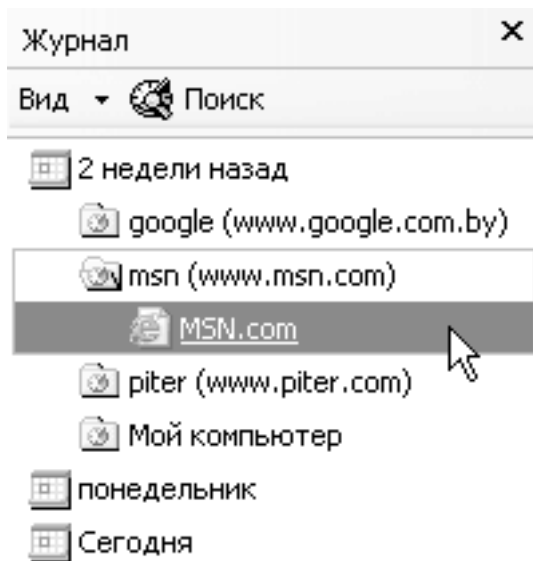 Журнал
Вид Поиск
2 недели назад
google (www.google.com.by)
msn (www.msn.com)
MSN.com
piter (www.piter.com)
Мой компьютер
понедельник
Сегодня